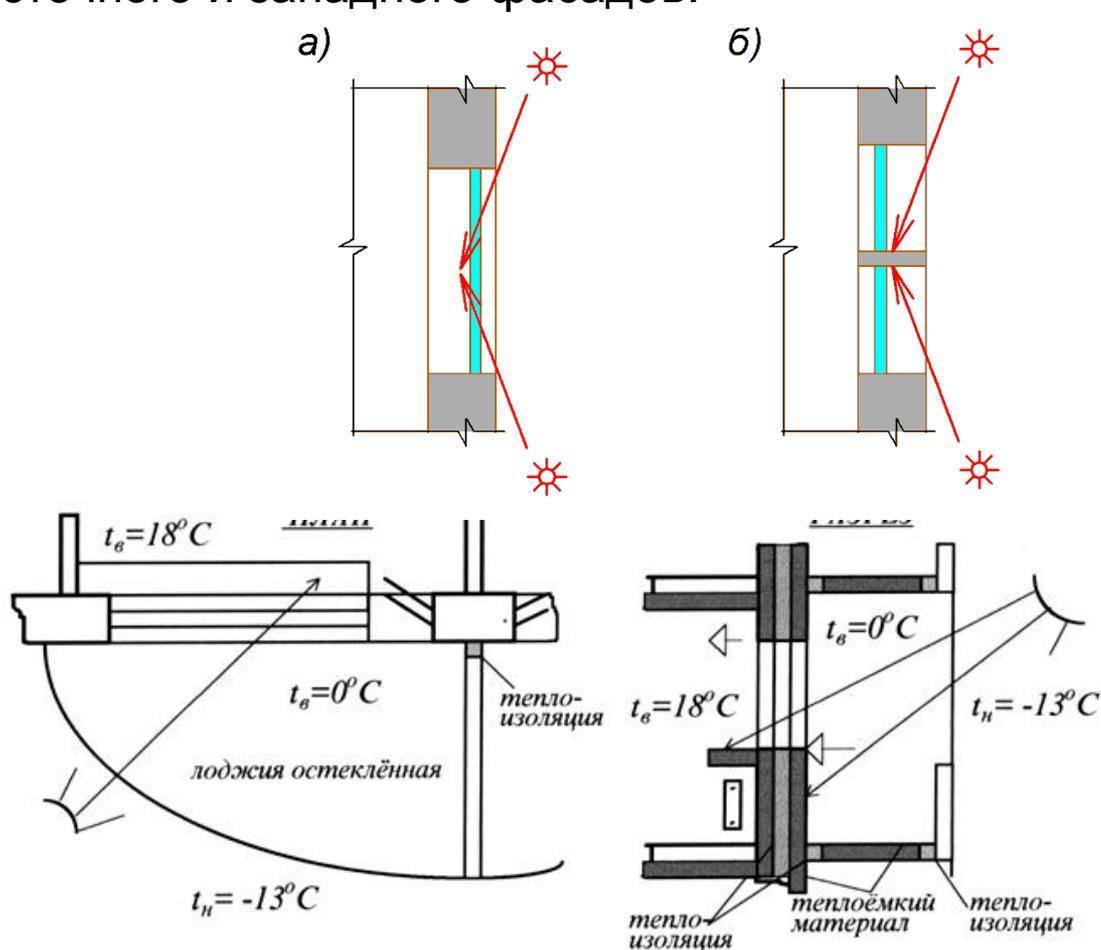 а)
б)
tв=18°C
tв=0°C
тепло-
изоляция
лоджия остеклённая
tн= -13°C
tв=0°C
tв=18°C
tн= -13°C
тепло-
изоляция
теплоёмкий
материал
тепло-
изоляция